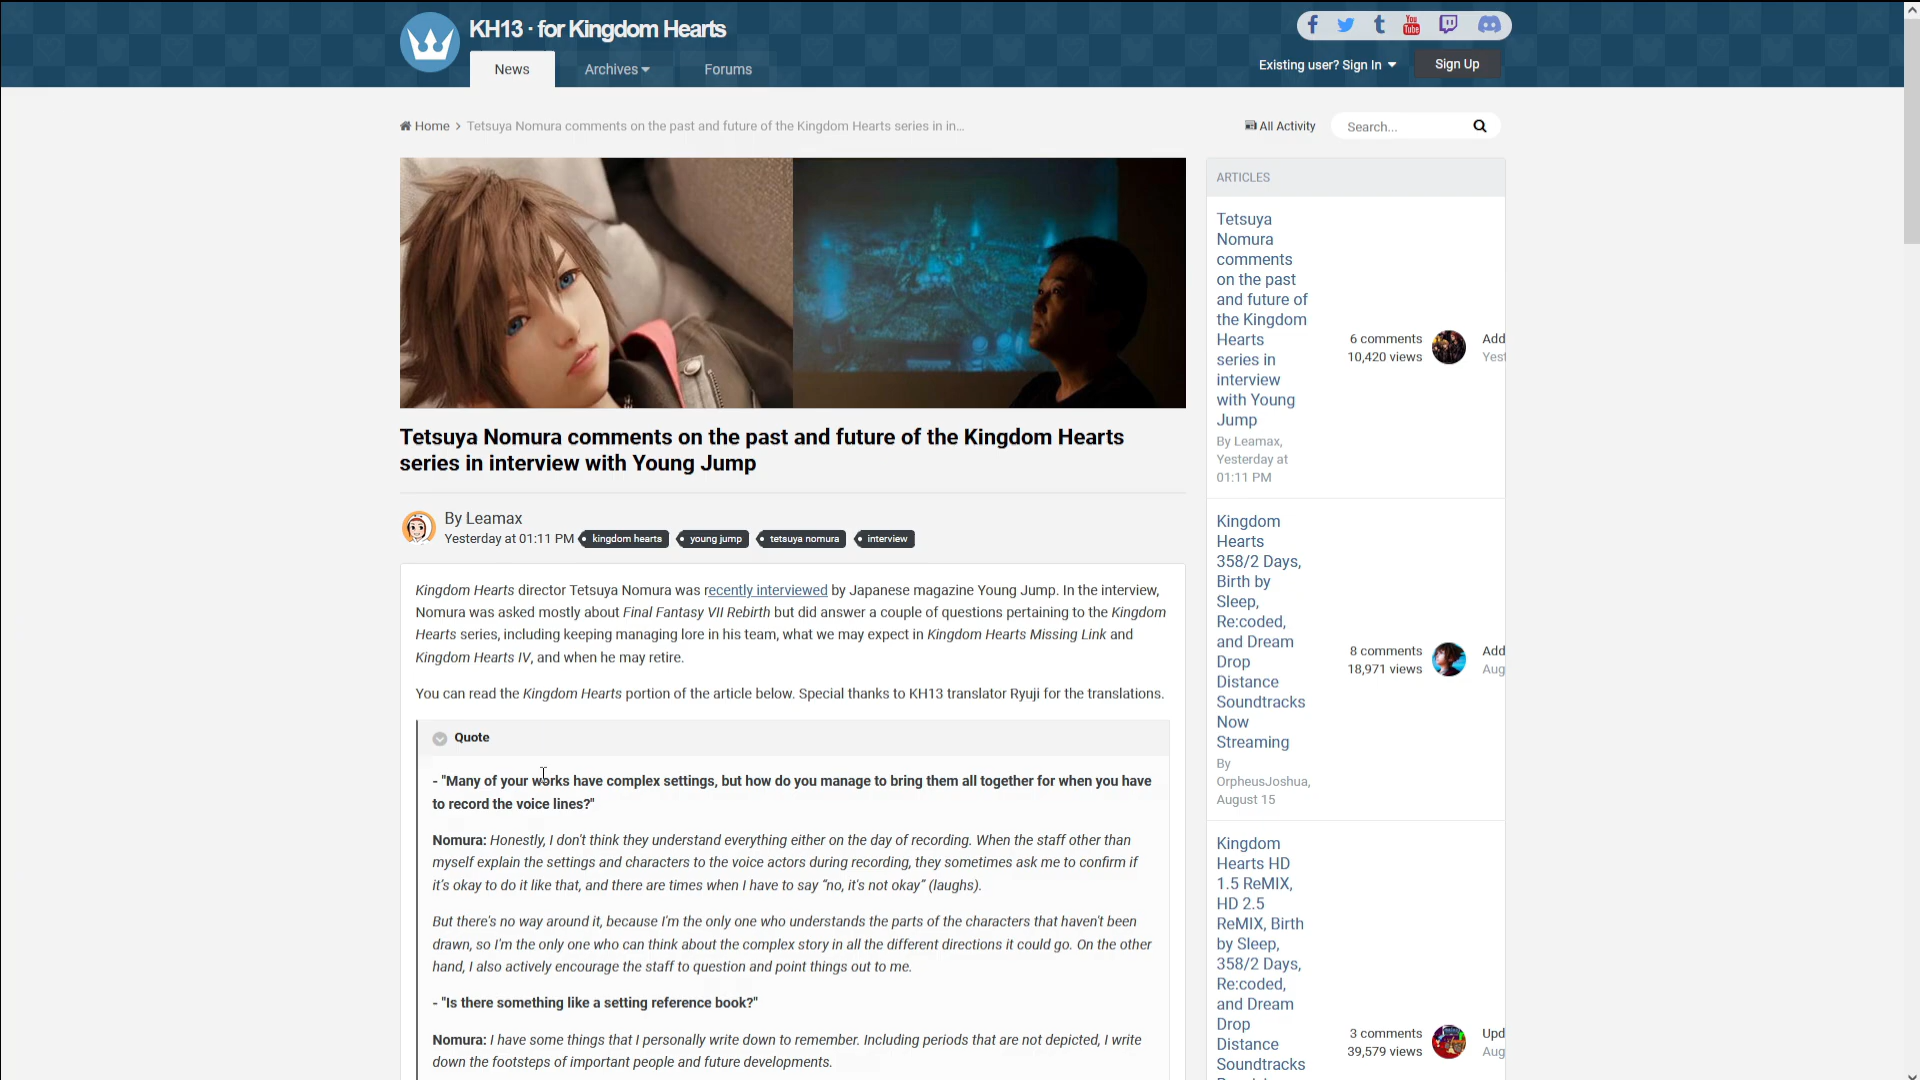 KH13 · for Kingdom Hearts
You Tube
News
Archives
Forums
Existing user? Sign In
Sign Up
Home
Tetsuya Nomura comments on the past and future of the Kingdom Hearts series in in...
All Activity
Search...
Tetsuya Nomura comments on the past and future of the Kingdom Hearts
series in interview with Young Jump
By Leamax
Yesterday at 01:11 PM
kingdom hearts
young jump
tetsuya nomura
interview
Kingdom Hearts director Tetsuya Nomura was recently interviewed by Japanese magazine Young Jump. In the interview,
Nomura was asked mostly about Final Fantasy VII Rebirth but did answer a couple of questions pertaining to the Kingdom
Hearts series, including keeping managing lore in his team, what we may expect in Kingdom Hearts Missing Link and
Kingdom Hearts IV, and when he may retire.
You can read the Kingdom Hearts portion of the article below. Special thanks to KH13 translator Ryuji for the translations.
Quote
- "Many of your works have complex settings, but how do you manage to bring them all together for when you have
to record the voice lines?"
Nomura: Honestly, I don't think they understand everything either on the day of recording. When the staff other than
myself explain the settings and characters to the voice actors during recording, they sometimes ask me to confirm if
it's okay to do it like that, and there are times when I have to say “no, it's not okay” (laughs).
But there's no way around it, because I'm the only one who understands the parts of the characters that haven't been
drawn, so I'm the only one who can think about the complex story in all the different directions it could go. On the other
hand, I also actively encourage the staff to question and point things out to me.
- "Is there something like a setting reference book?"
Nomura: I have some things that I personally write down to remember. Including periods that are not depicted, I write
down the footsteps of important people and future developments.
ARTICLES
Tetsuya
Nomura
comments
on the past
and future of
the Kingdom
Hearts
series in
interview
with Young
Jump
By Leamax,
Yesterday at
01:11 PM
6 comments
10,420 views
Add
Yest
Kingdom
Hearts
358/2 Days,
Birth by
Sleep,
Re:coded,
and Dream
Drop
Distance
Soundtracks
Now
Streaming
By
OrpheusJoshua,
August 15
8 comments
18,971 views
Add
Aug
Kingdom
Hearts HD
1.5 ReMIX,
HD 2.5
ReMIX, Birth
by Sleep,
358/2 Days,
Re:coded,
and Dream
Drop
Distance
Soundtracks
3 comments
39,579 views
Upd
Aug